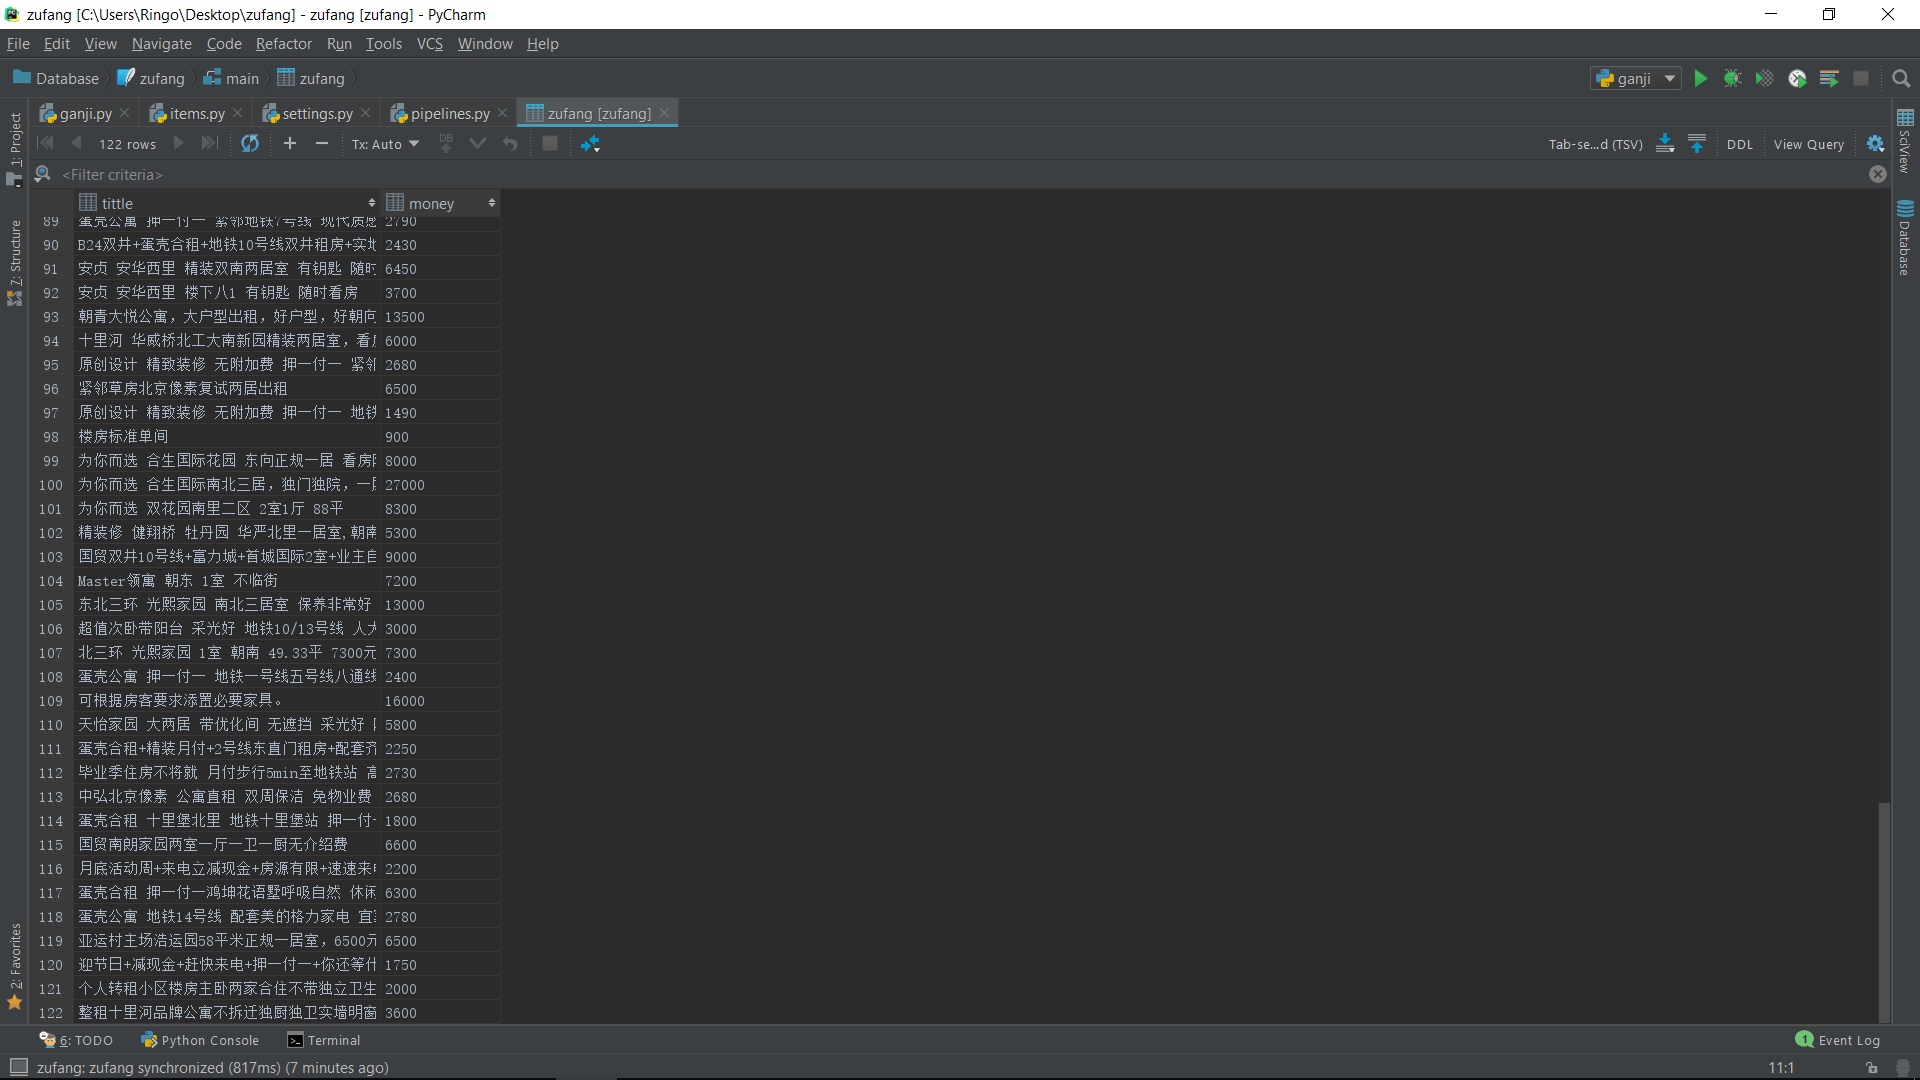 zufang [C:\Users\Ringo\Desktop\zufang] - zufang [zufang] - PyCharm
File Edit View Navigate Code Refactor Run Tools VCS Window Help
Database zufang main zufang ganji
ganji.py items.py settings.py pipelines.py zufang [zufang]
122 rows Tx: Auto DB Tab-se...d (TSV) DDL View Query
<Filter criteria>
tittle money
89 蛋壳公寓 押一付一 紧邻地铁7号线 现代质感 2790
90 B24双井+蛋壳合租+地铁10号线双井租房+实地 2430
91 安贞 安华西里 精装双南两居室 有钥匙 随时 6450
92 安贞 安华西里 楼下八1 有钥匙 随时看房 3700
93 朝青大悦公寓，大户型出租，好户型，好朝向 13500
94 十里河 华威桥北工大南新园精装两居室，看 6000
95 原创设计 精致装修 无附加费 押一付一 紧邻 2680
96 紧邻草房北京像素复试两居出租 6500
97 原创设计 精致装修 无附加费 押一付一 地铁 1490
98 楼房标准单间 900
99 为你而选 合生国际花园 东向正规一居 看房 8000
100 为你而选 合生国际南北三居，独门独院，一 27000
101 为你而选 双花园南里二区 2室1厅 88平 8300
102 精装修 健翔桥 牡丹园 华严北里一居室,朝南 5300
103 国贸双井10号线+富力城+首城国际2室+业主自 9000
104 Master领寓 朝东 1室 不临街 7200
105 东北三环 光熙家园 南北三居室 保养非常好 13000
106 超值次卧带阳台 采光好 地铁10/13号线 人大 3000
107 北三环 光熙家园 1室 朝南 49.33平 7300元 7300
108 蛋壳公寓 押一付一 地铁一号线五号线八通线 2400
109 可根据房客要求添置必要家具。 16000
110 天怡家园 大两居 带优化间 无遮挡 采光好 5800
111 蛋壳合租+精装月付+2号线东直门租房+配套齐 2250
112 毕业季住房不将就 月付步行5min至地铁站 高 2730
113 中弘北京像素 公寓直租 双周保洁 免物业费 2680
114 蛋壳合租 十里堡北里 地铁十里堡站 押一付 1800
115 国贸南朗家园两室一厅一卫一厨无介绍费 6600
116 月底活动周+来电立减现金+房源有限+速速来 2200
117 蛋壳合租 押一付一鸿坤花语墅呼吸自然 休闲 6300
118 蛋壳公寓 地铁14号线 配套美的格力家电 宜 2780
119 亚运村主场浩运园58平米正规一居室，6500元 6500
120 迎节日+减现金+赶快来电+押一付一+你还等什 1750
121 个人转租小区楼房主卧两家合住不带独立卫生 2000
122 整租十里河品牌公寓不拆迁独厨独卫实墙明窗 3600
1: Project
7: Structure
2: Favorites
SciView
Database
6: TODO Python Console Terminal 1 Event Log
zufang: zufang synchronized (817ms) (7 minutes ago) 11:1